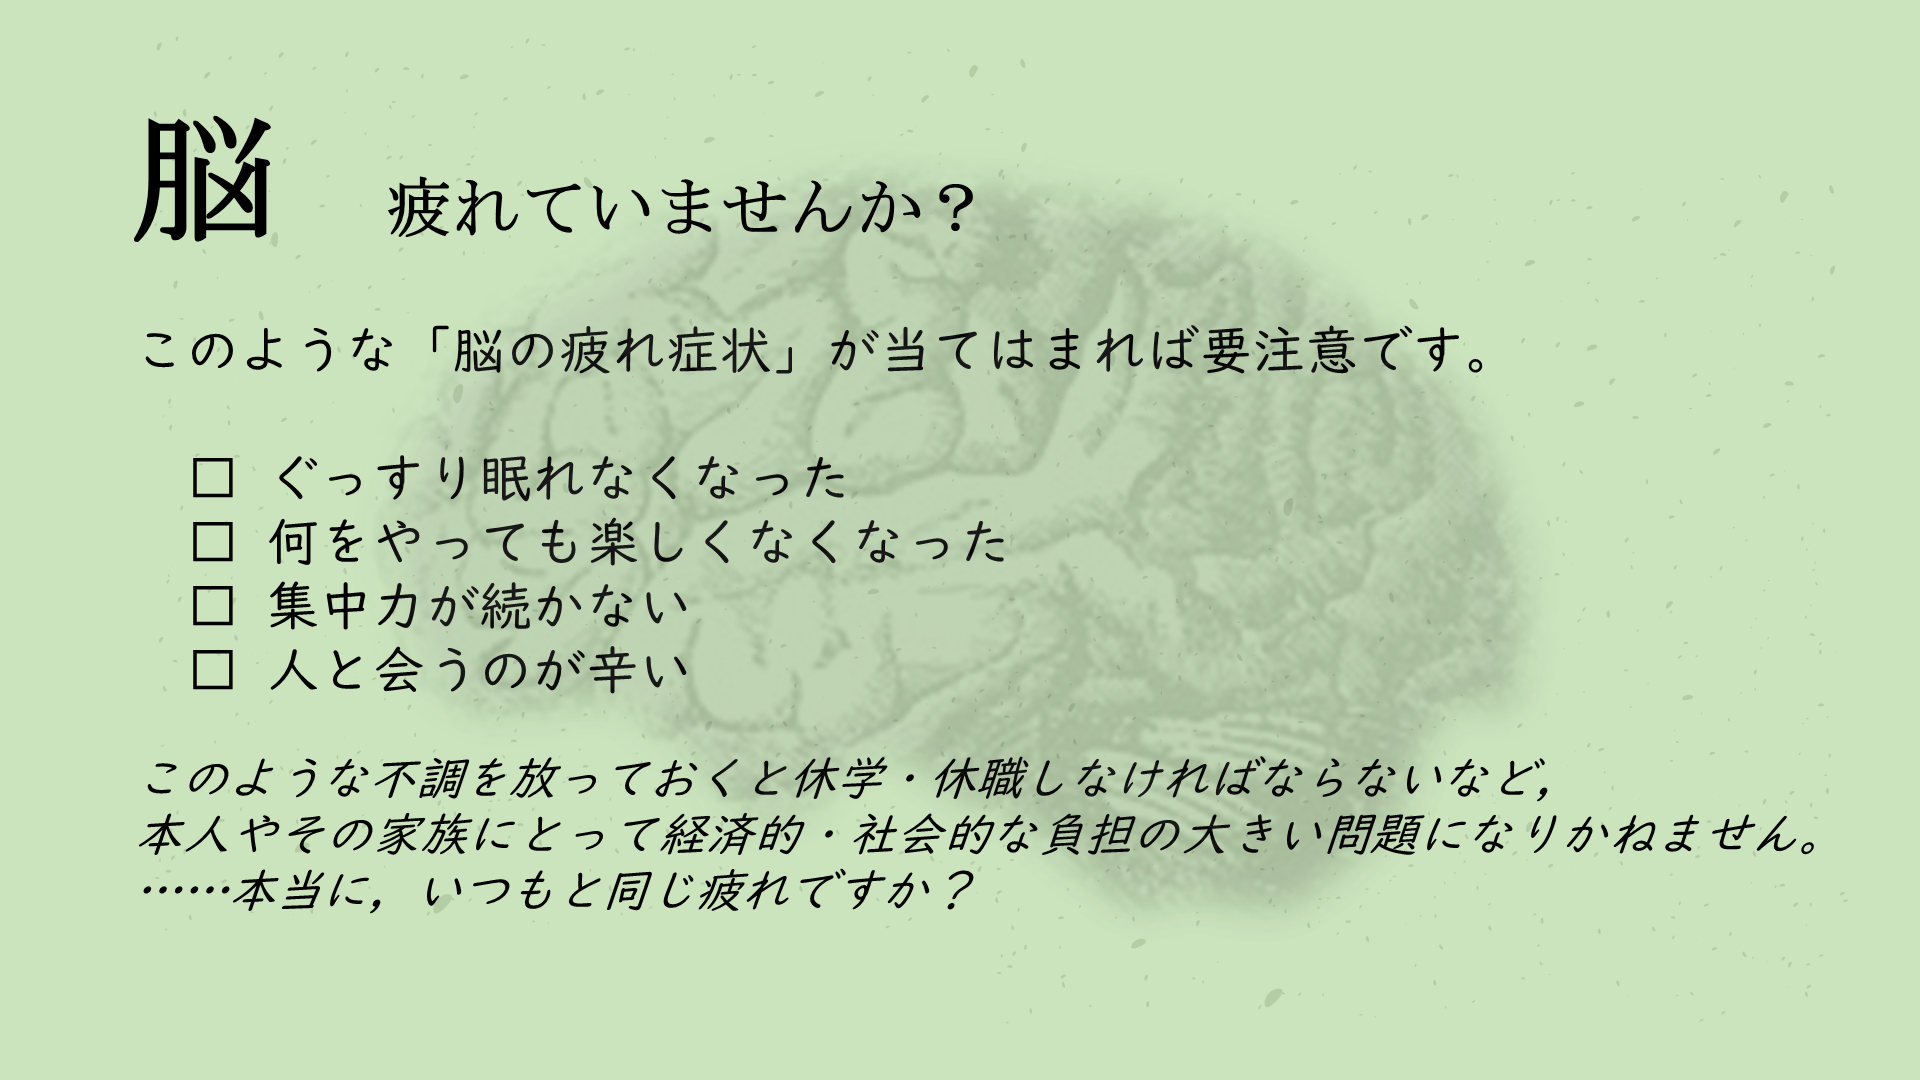 脳 疲れていませんか？
このような「脳の疲れ症状」が当てはまれば要注意です。
□ ぐっすり眠れなくなった
□ 何をやっても楽しくなくなった
□ 集中力が続かない
□ 人と会うのが辛い
このような不調を放っておくと休学・休職しなければならないなど，
本人やその家族にとって経済的・社会的な負担の大きい問題になりかねません。
……本当に，いつもと同じ疲れですか？